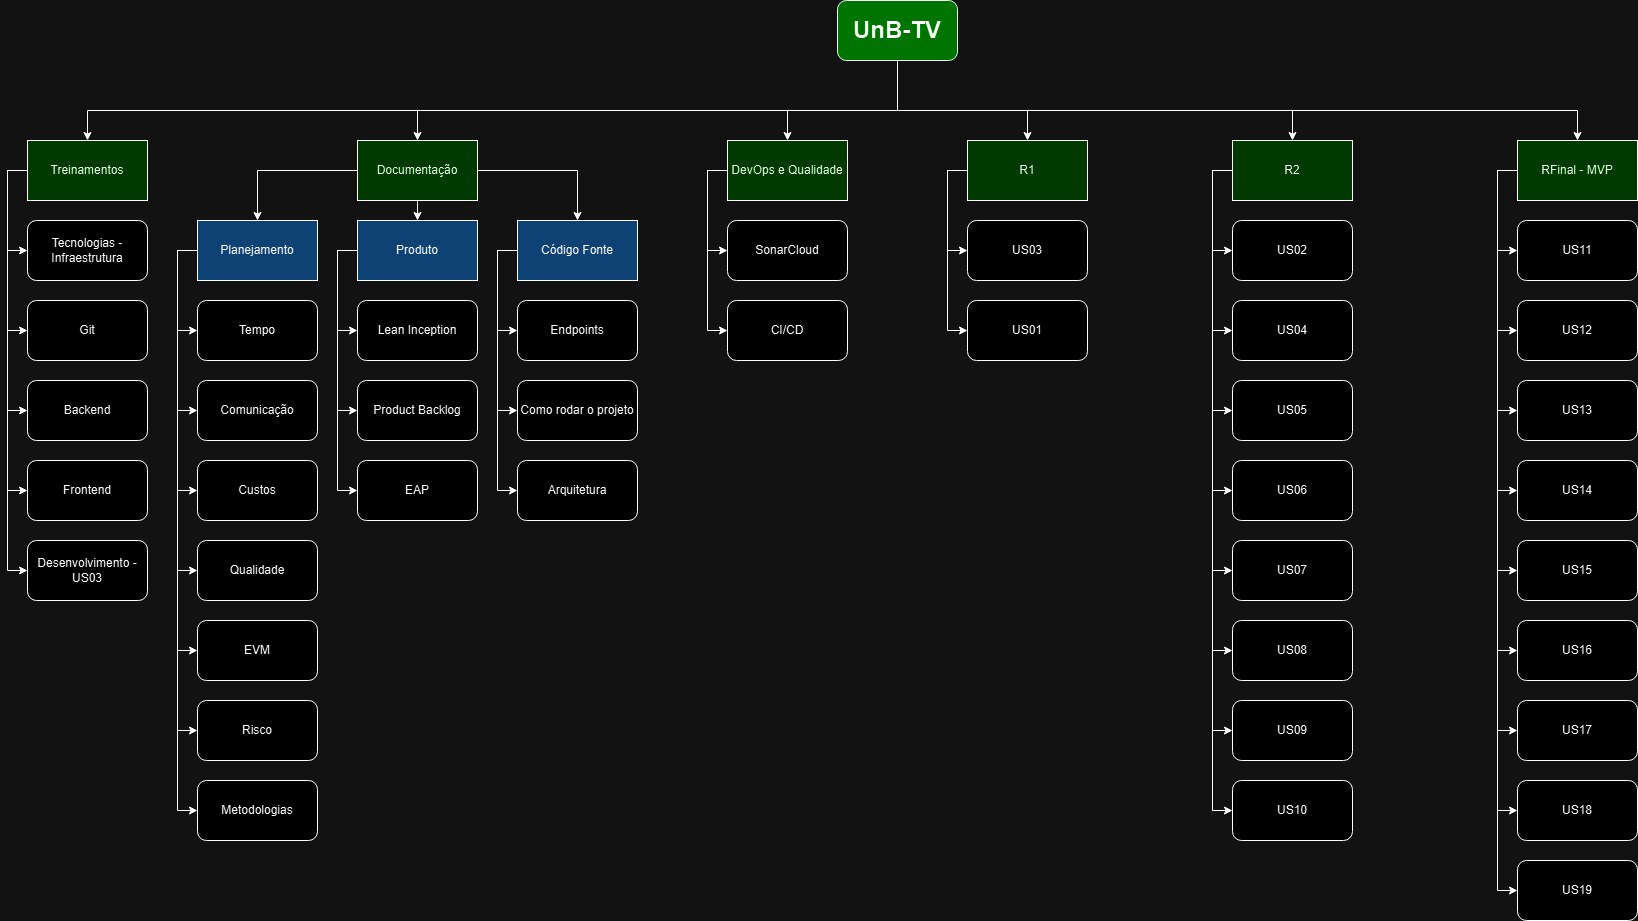 UnB-TV
Treinamentos
Tecnologias -
Infraestrutura
Git
Backend
Frontend
Desenvolvimento -
US03
Documentação
Planejamento
Tempo
Comunicação
Custos
Qualidade
EVM
Risco
Metodologias
Produto
Lean Inception
Product Backlog
EAP
Código Fonte
Endpoints
Como rodar o projeto
Arquitetura
DevOps e Qualidade
SonarCloud
CI/CD
R1
US03
US01
R2
US02
US04
US05
US06
US07
US08
US09
US10
RFinal - MVP
US11
US12
US13
US14
US15
US16
US17
US18
US19